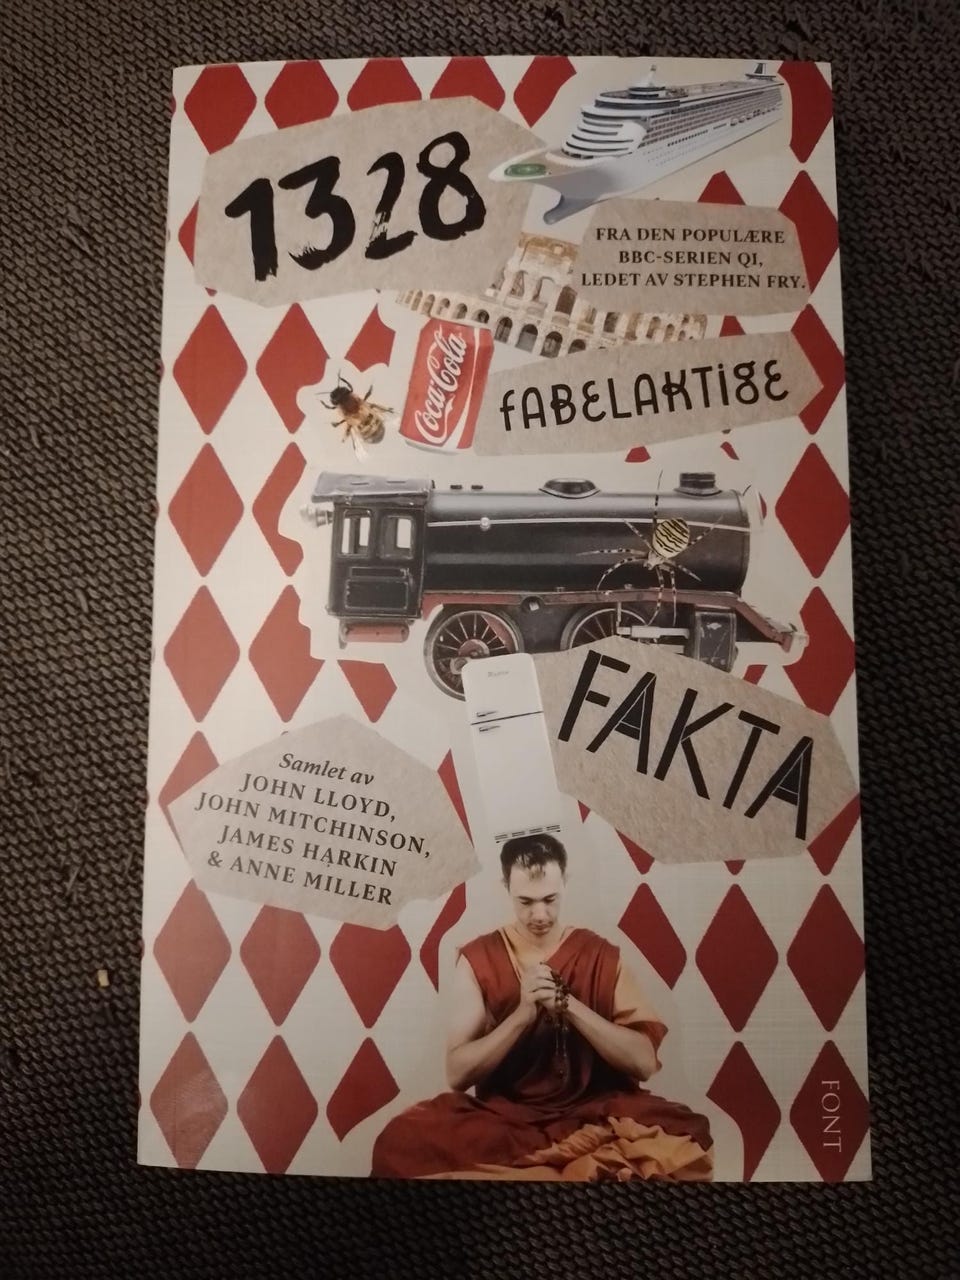 1328
FRA DEN POPULÆRE
BBC-SERIEN QI,
LEDET AV STEPHEN FRY.
Coca-Cola
FABELAKTIGE
FAKTA
Samlet av
JOHN LLOYD,
JOHN MITCHINSON,
JAMES HARKIN
& ANNE MILLER
FONT